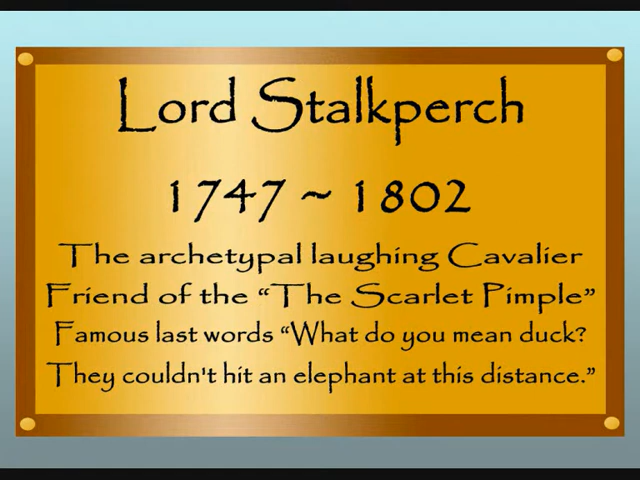 Lord Stalkperch
1747 ~ 1802
The archetypal laughing Cavalier
Friend of the “The Scarlet Pimple”
Famous last words “What do you mean duck?
They couldn't hit an elephant at this distance.”